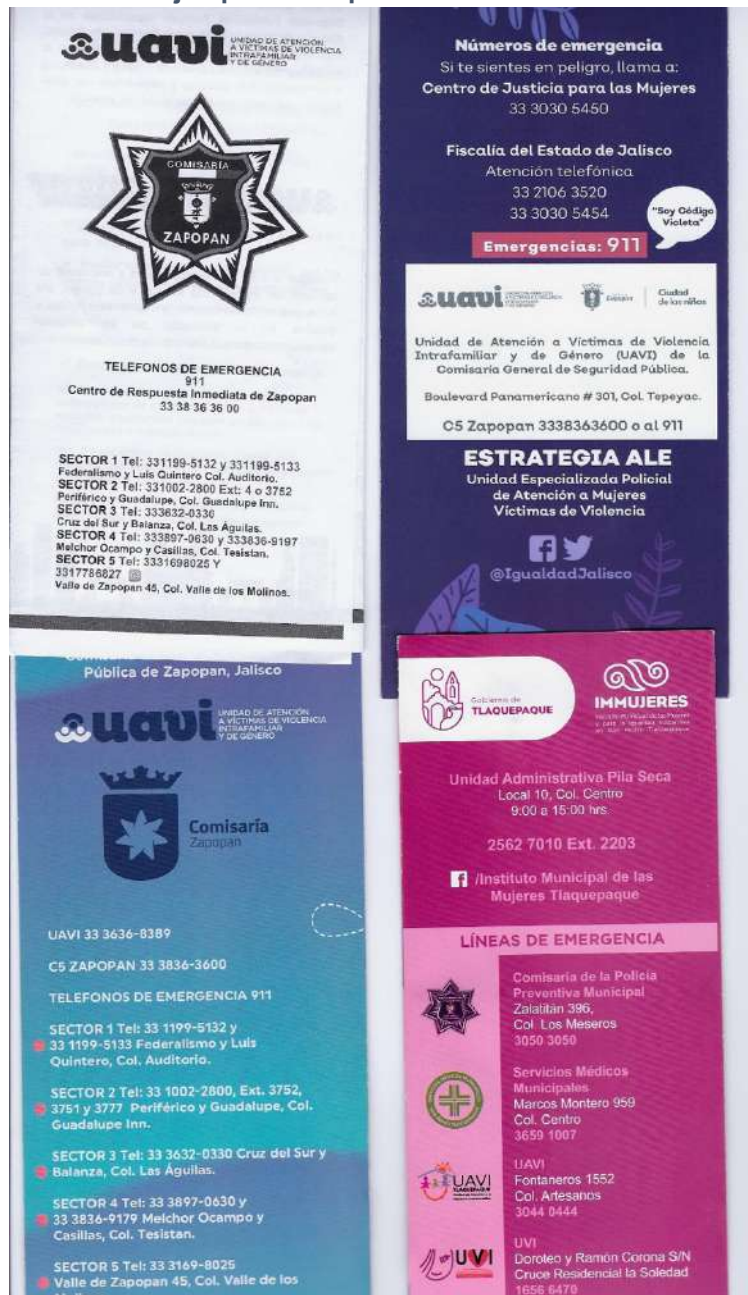 uavi UNIDAD DE ATENCIÓN
A VÍCTIMAS DE VIOLENCIA
INTRAFAMILIAR
Y DE GÉNERO
COMISARÍA
ZAPOPAN
TELEFONOS DE EMERGENCIA
911
Centro de Respuesta Inmediata de Zapopan
33 38 36 36 00
SECTOR 1 Tel: 331199-5132 y 331199-5133
Federalismo y Luis Quintero Col. Auditorio.
SECTOR 2 Tel: 331002-2800 Ext: 4 o 3752
Periférico y Guadalupe, Col. Guadalupe Inn.
SECTOR 3 Tel: 333632-0330
Cruz del Sur y Balanza, Col. Las Águilas.
SECTOR 4 Tel: 333897-0630 y 333836-9197
Melchor Ocampo y Casillas, Col. Tesistan.
SECTOR 5 Tel: 3331698025 Y
3317786827
Valle de Zapopan 45, Col. Valle de los Molinos.
Números de emergencia
Si te sientes en peligro, llama a:
Centro de Justicia para las Mujeres
33 3030 5450
Fiscalía del Estado de Jalisco
Atención telefónica
33 2106 3520
33 3030 5454
"Soy Código
Violeta"
Emergencias: 911
uavi
Zapopan
Ciudad
de los niños
Unidad de Atención a Víctimas de Violencia
Intrafamiliar y de Género (UAVI) de la
Comisaría General de Seguridad Pública.
Boulevard Panamericano # 301, Col. Tepeyac.
C5 Zapopan 3338363600 o al 911
ESTRATEGIA ALE
Unidad Especializada Policial
de Atención a Mujeres
Víctimas de Violencia
@IgualdadJalisco
Pública de Zapopan, Jalisco
uavi UNIDAD DE ATENCIÓN
A VÍCTIMAS DE VIOLENCIA
INTRAFAMILIAR
Y DE GÉNERO
Comisaría
Zapopan
UAVI 33 3636-8389
C5 ZAPOPAN 33 3836-3600
TELEFONOS DE EMERGENCIA 911
SECTOR 1 Tel: 33 1199-5132 y
33 1199-5133 Federalismo y Luis
Quintero, Col. Auditorio.
SECTOR 2 Tel: 33 1002-2800, Ext. 3752,
3751 y 3777 Periférico y Guadalupe, Col.
Guadalupe Inn.
SECTOR 3 Tel: 33 3632-0330 Cruz del Sur y
Balanza, Col. Las Águilas.
SECTOR 4 Tel: 33 3897-0630 y
33 3836-9179 Melchor Ocampo y
Casillas, Col. Tesistan.
SECTOR 5 Tel: 33 3169-8025
Valle de Zapopan 45, Col. Valle de los
Gobierno de
TLAQUEPAQUE
INMUJERES
Unidad Administrativa Pila Seca
Local 10, Col. Centro
9:00 a 15:00 hrs.
2562 7010 Ext. 2203
/Instituto Municipal de las
Mujeres Tlaquepaque
LÍNEAS DE EMERGENCIA
Comisaría de la Policía
Preventiva Municipal
Zalatitán 396,
Col. Los Meseros
3050 3050
Servicios Médicos
Municipales
Marcos Montero 959
Col. Centro
3659 1007
UAVI
TLAQUEPAQUE
UAVI
Fontaneros 1552
Col. Artesanos
3044 0444
UVI
UVI
Doroteo y Ramón Corona S/N
Cruce Residencial la Soledad
1656 6470